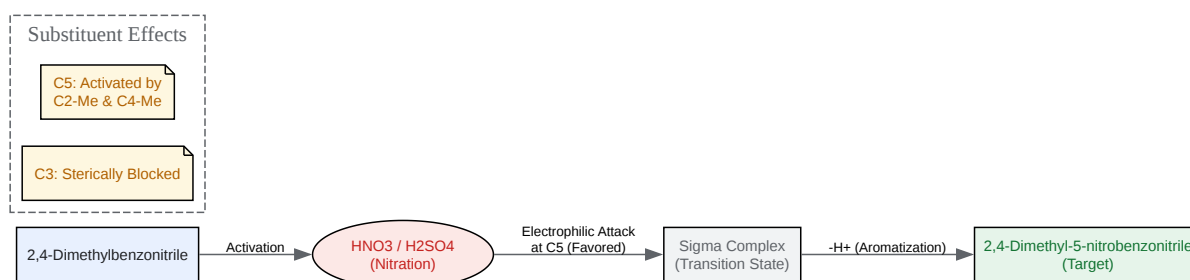 Substituent Effects
C5: Activated by
C2-Me & C4-Me
C3: Sterically Blocked
2,4-Dimethylbenzonitrile
Activation
HNO3 / H2SO4
(Nitration)
Electrophilic Attack
at C5 (Favored)
Sigma Complex
(Transition State)
-H+ (Aromatization)
2,4-Dimethyl-5-nitrobenzonitrile
(Target)